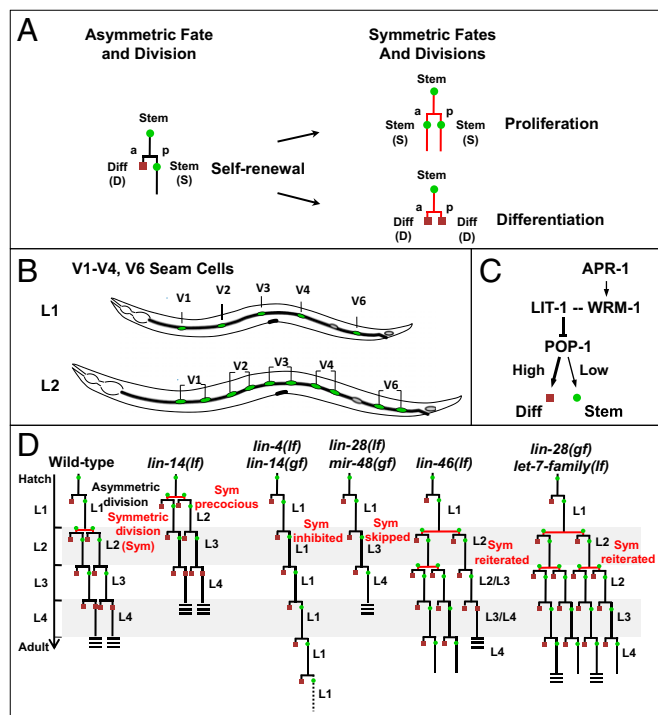 A
Asymmetric Fate
and Division
Symmetric Fates
And Divisions
Stem
a p
Diff
(D)
Stem
(S)
Self-renewal
Stem
a p
Stem
(S)
Stem
(S)
Proliferation
Stem
a p
Diff
(D)
Diff
(D)
Differentiation
B
V1-V4, V6 Seam Cells
L1
V1 V2 V3 V4 V6
L2
V1 V2 V3 V4 V6
C
APR-1
LIT-1 -- WRM-1
POP-1
High Low
Diff Stem
D
Wild-type
lin-14(lf)
lin-4(lf)
lin-14(gf)
lin-28(lf)
mir-48(gf)
lin-46(lf)
lin-28(gf)
let-7-family(lf)
Hatch
L1
L2
L3
L4
Adult
Asymmetric
division
L1
Symmetric
division
(Sym)
L2
L3
L4
Sym
precocious
L2
L3
L4
L1
Sym
inhibited
L1
L1
L1
L1
L1
Sym
skipped
L3
L4
L1
L2
Sym
reiterated
L2/L3
L3/L4
L4
L1
L2
Sym
reiterated
L2
L3
L4